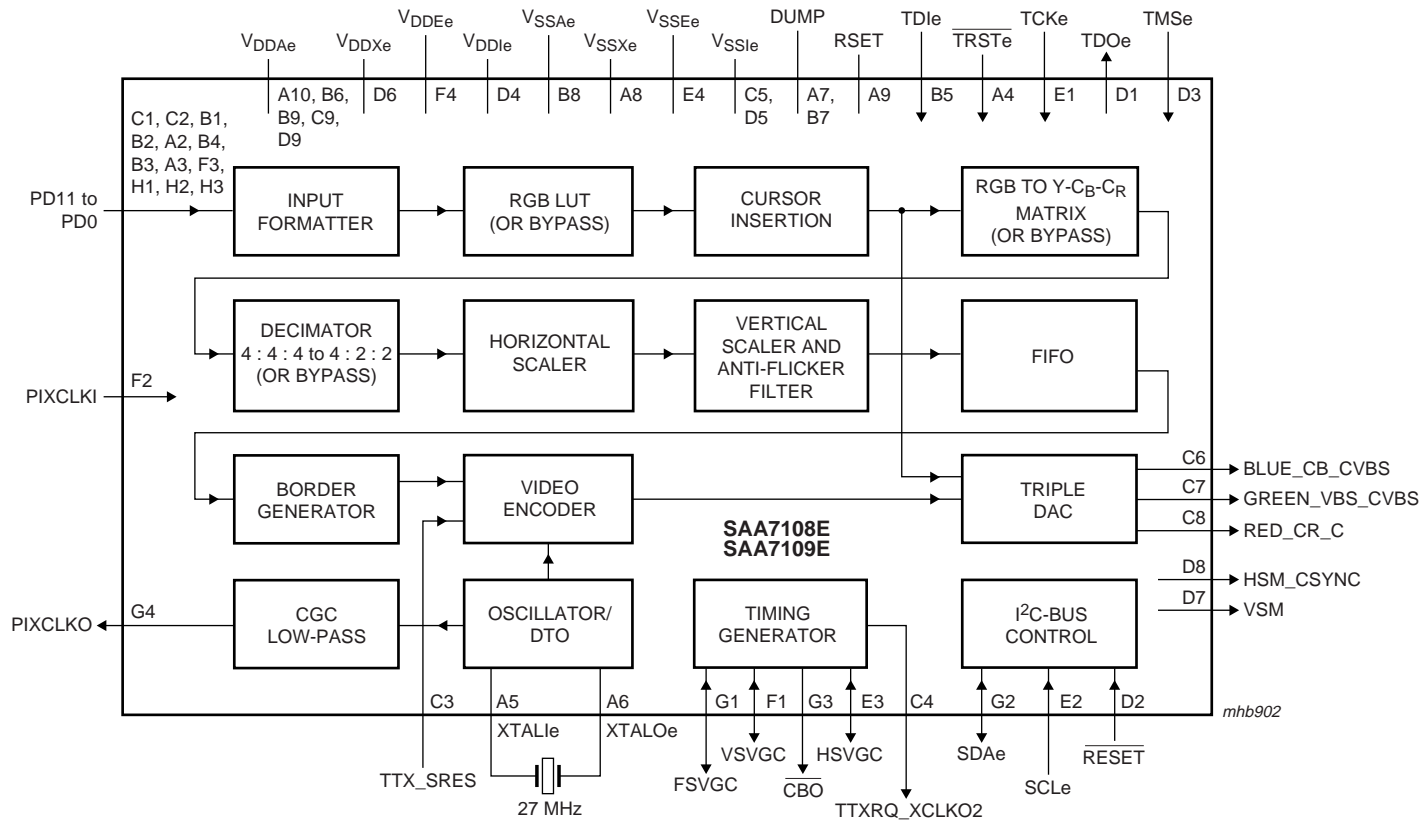 VDDAe
VDDXe
VDDEe
VDDIe
VSSAe
VSSXe
VSSEe
VSSIe
DUMP
RSET
TDIe
TRSTe
TCKe
TDOe
TMSe
A10, B6,
B9, C9,
D9
D6
F4
D4
B8
A8
E4
C5,
D5
A7,
B7
A9
B5
A4
E1
D1
D3
C1, C2, B1,
B2, A2, B4,
B3, A3, F3,
H1, H2, H3
PD11 to
PD0
INPUT
FORMATTER
RGB LUT
(OR BYPASS)
CURSOR
INSERTION
RGB TO Y-CB-CR
MATRIX
(OR BYPASS)
DECIMATOR
4 : 4 : 4 to 4 : 2 : 2
(OR BYPASS)
HORIZONTAL
SCALER
VERTICAL
SCALER AND
ANTI-FLICKER
FILTER
FIFO
PIXCLKI
F2
BORDER
GENERATOR
VIDEO
ENCODER
TRIPLE
DAC
C6
BLUE_CB_CVBS
C7
GREEN_VBS_CVBS
C8
RED_CR_C
SAA7108E
SAA7109E
D8
HSM_CSYNC
D7
VSM
PIXCLKO
G4
CGC
LOW-PASS
OSCILLATOR/
DTO
TIMING
GENERATOR
I2C-BUS
CONTROL
C3
A5
A6
G1
F1
G3
E3
C4
G2
E2
D2
mhb902
XTALIe
XTALOe
TTX_SRES
27 MHz
FSVGC
VSVGC
CBO
HSVGC
TTXRQ_XCLKO2
SDAe
SCLe
RESET